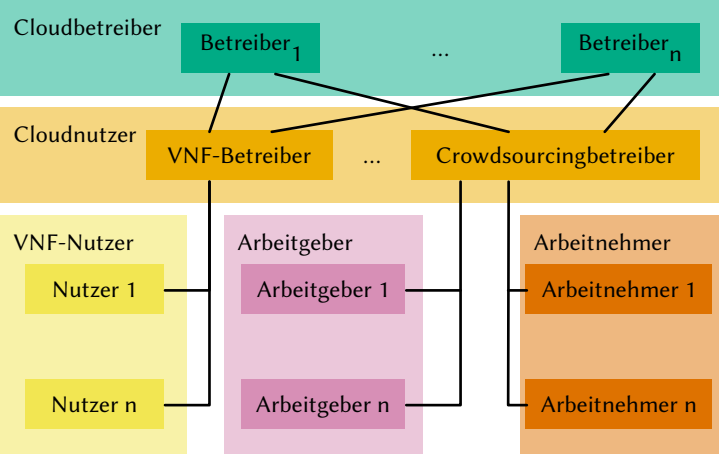 Cloudbetreiber
Betreiber1 ... Betreibern
Cloudnutzer
VNF-Betreiber ... Crowdsourcingbetreiber
VNF-Nutzer Arbeitgeber Arbeitnehmer
Nutzer 1 Arbeitgeber 1 Arbeitnehmer 1
Nutzer n Arbeitgeber n Arbeitnehmer n